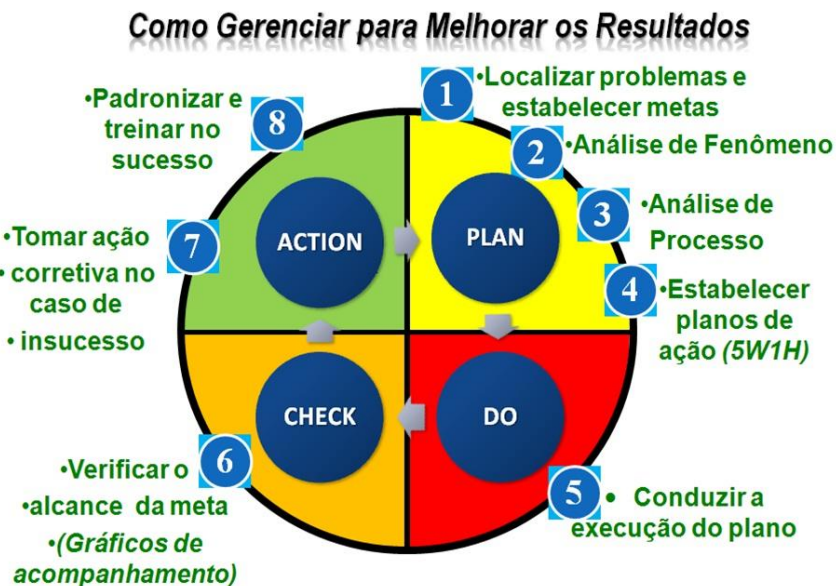 Como Gerenciar para Melhorar os Resultados
1
•Localizar problemas e
estabelecer metas
2
•Análise de Fenômeno
3
•Análise de
Processo
4
•Estabelecer
planos de
ação (5W1H)
PLAN
DO
5
• Conduzir a
execução do plano
CHECK
6
•Verificar o
•alcance da meta
•(Gráficos de
acompanhamento)
ACTION
7
•Tomar ação
• corretiva no
caso de
• insucesso
8
•Padronizar e
treinar no
sucesso